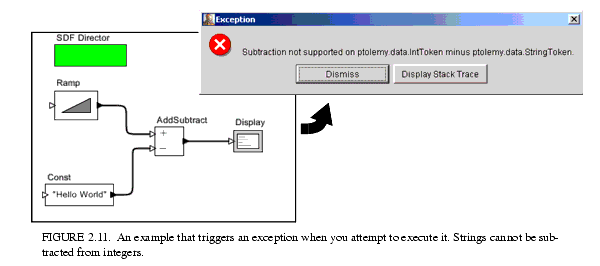 Exception
Subtraction not supported on ptolemy.data.IntToken minus ptolemy.data.StringToken.
Dismiss
Display Stack Trace
SDF Director
Ramp
AddSubtract
+
−
Display
Const
"Hello World"
FIGURE 2.11. An example that triggers an exception when you attempt to execute it. Strings cannot be sub-
tracted from integers.